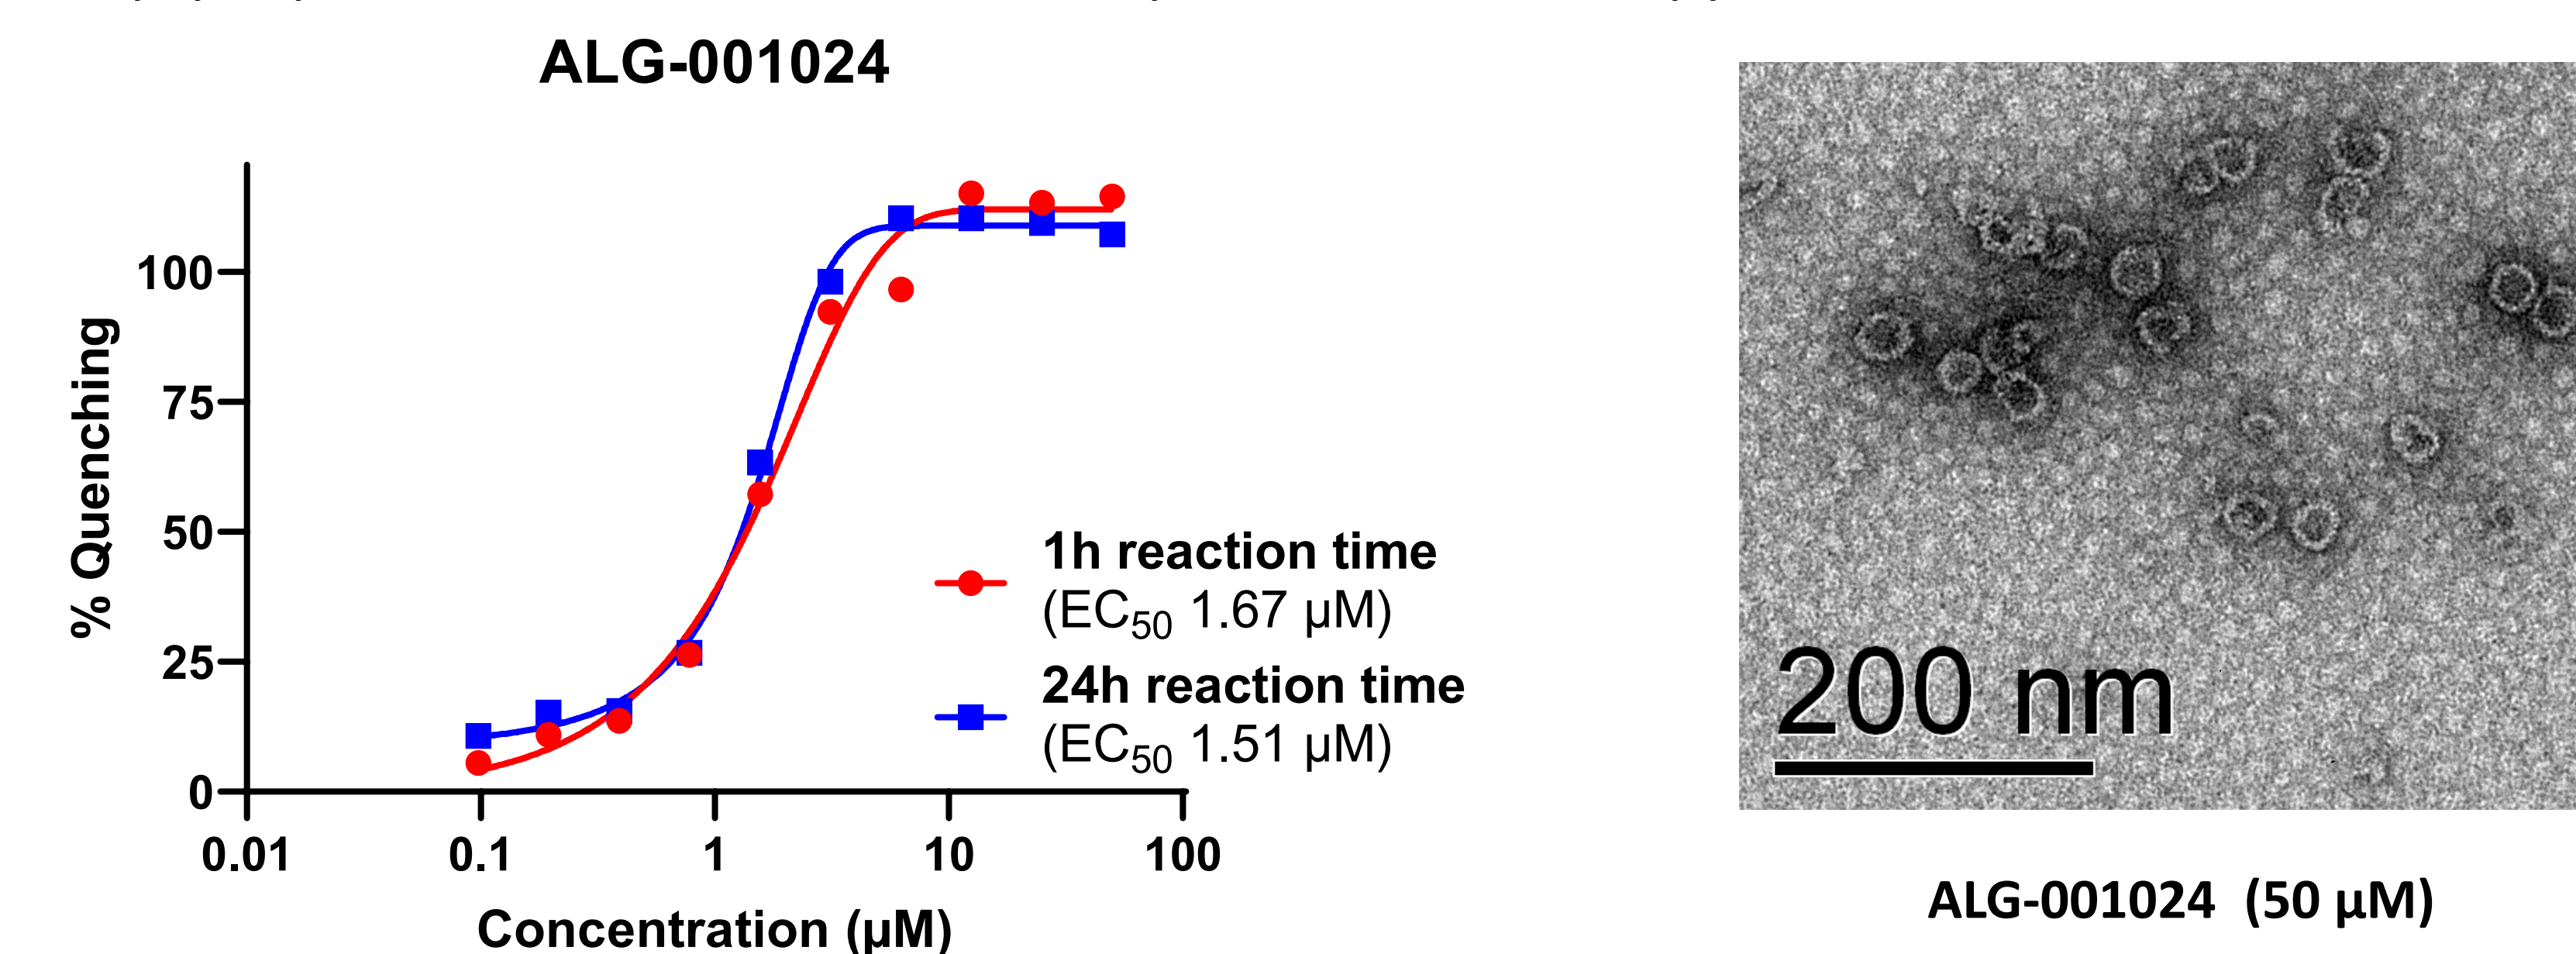 ALG-001024
% Quenching
100
75
50
25
0
0.01 0.1 1 10 100
Concentration (µM)
1h reaction time
(EC50 1.67 µM)
24h reaction time
(EC50 1.51 µM)
200 nm
ALG-001024 (50 µM)